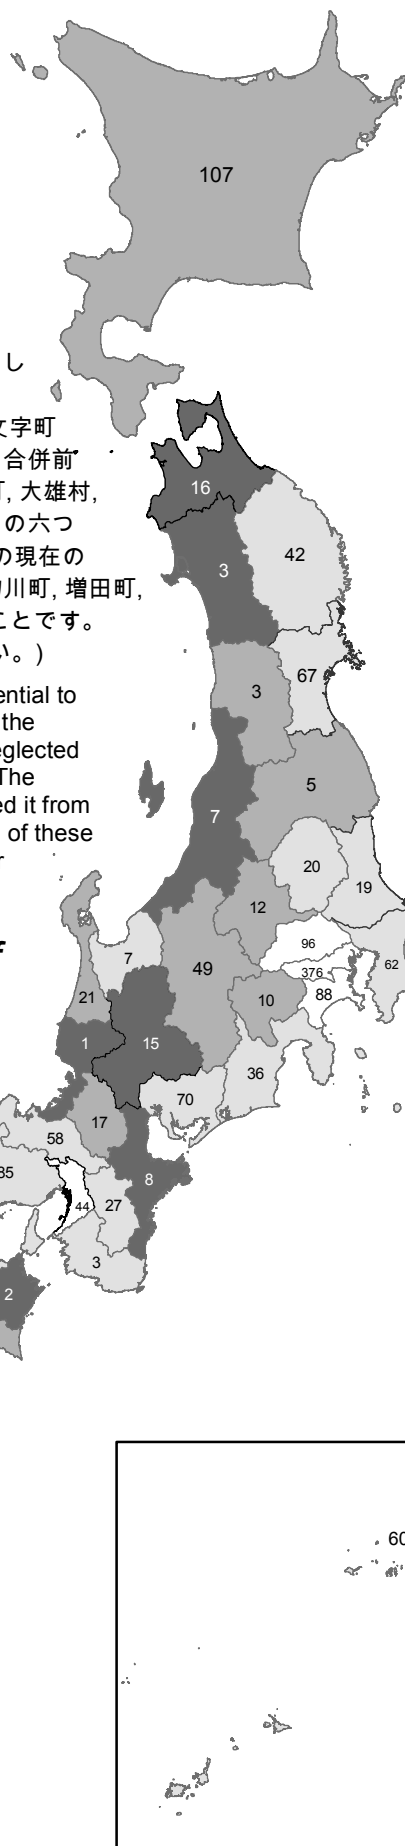 107
し
文字町
合併前
16
町, 大雄村,
の六つ
3
42
の現在の
川町, 増田町,
ことです。
い。)
67
3
ential to
the
eglected
5
The
ed it from
7
of these
20
12
19
96
62
7
49
376
21
88
10
1
15
36
70
17
58
85
8
27
44
3
2
60